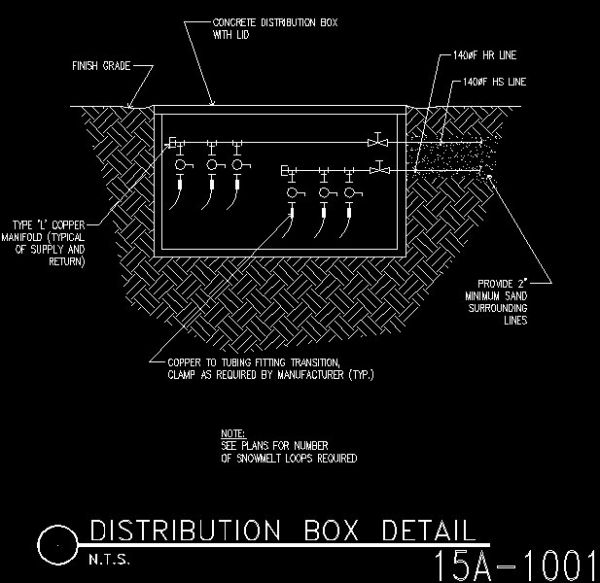 CONCRETE DISTRIBUTION BOX
WITH LID
FINISH GRADE
140øF HR LINE
140øF HS LINE
TYPE "L" COPPER
MANIFOLD (TYPICAL
OF SUPPLY AND
RETURN)
PROVIDE 2"
MINIMUM SAND
SURROUNDING
LINES
COPPER TO TUBING FITTING TRANSITION,
CLAMP AS REQUIRED BY MANUFACTURER (TYP.)
NOTE:
SEE PLANS FOR NUMBER
OF SNOWMELT LOOPS REQUIRED
DISTRIBUTION BOX DETAIL
N.T.S.
15A-1001